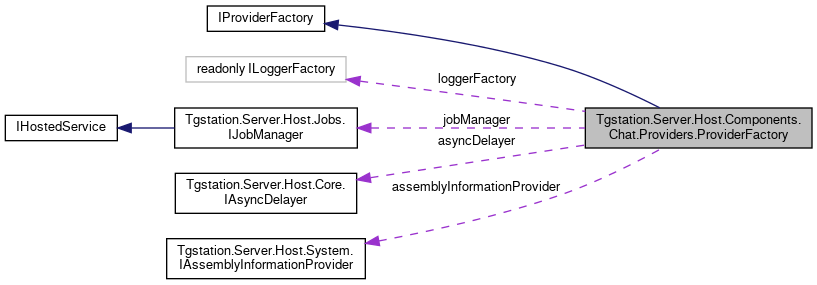 IProviderFactory
readonly ILoggerFactory
loggerFactory
IHostedService
Tgstation.Server.Host.Jobs.
IJobManager
jobManager
asyncDelayer
Tgstation.Server.Host.Components.
Chat.Providers.ProviderFactory
Tgstation.Server.Host.Core.
IAsyncDelayer
assemblyInformationProvider
Tgstation.Server.Host.System.
IAssemblyInformationProvider